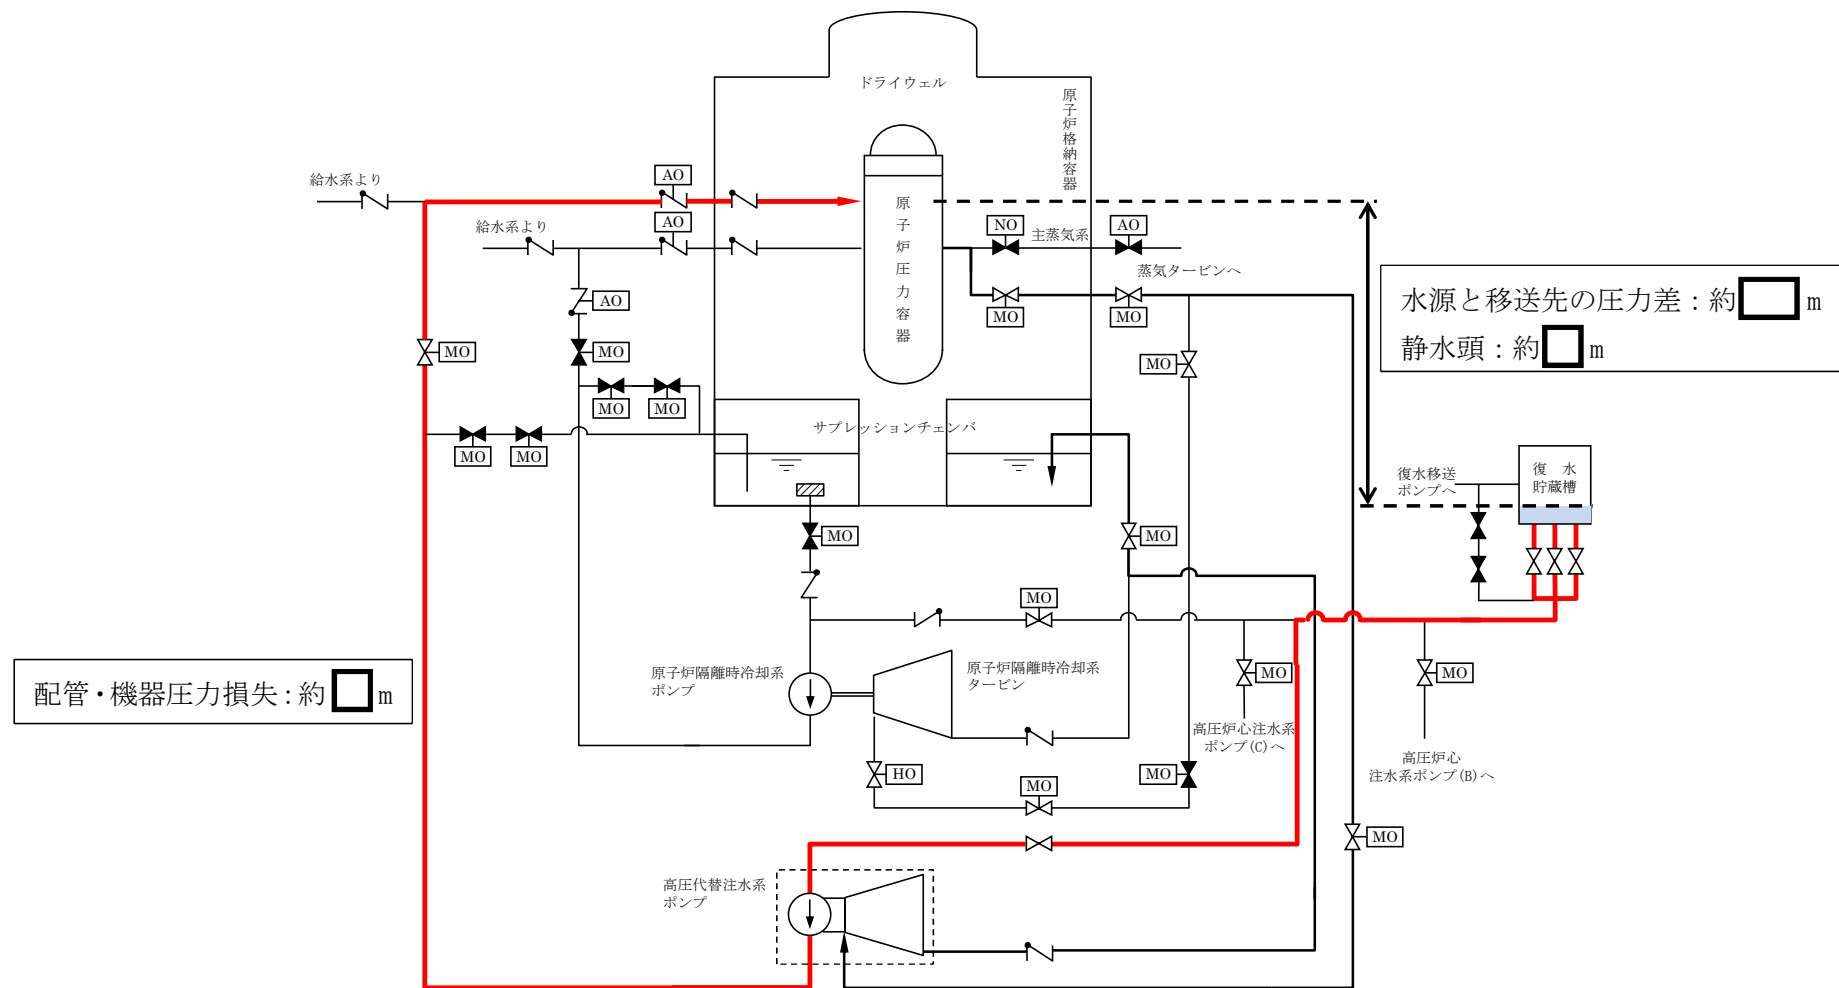 ドライウェル
原子炉格納容器
給水系より
AO
原子炉圧力容器
給水系より
AO
NO
主蒸気系
AO
蒸気タービンへ
AO
MO
MO
水源と移送先の圧力差：約 m
静水頭：約 m
MO
MO
MO
MO
MO
サプレッションチェンバ
MO
MO
復水移送
ポンプへ
復 水
貯蔵槽
MO
MO
MO
原子炉隔離時冷却系
ポンプ
原子炉隔離時冷却系
タービン
MO
MO
配管・機器圧力損失：約 m
高圧炉心注水系
ポンプ(C)へ
高圧炉心
注水系ポンプ(B)へ
HO
MO
MO
MO
高圧代替注水系
ポンプ